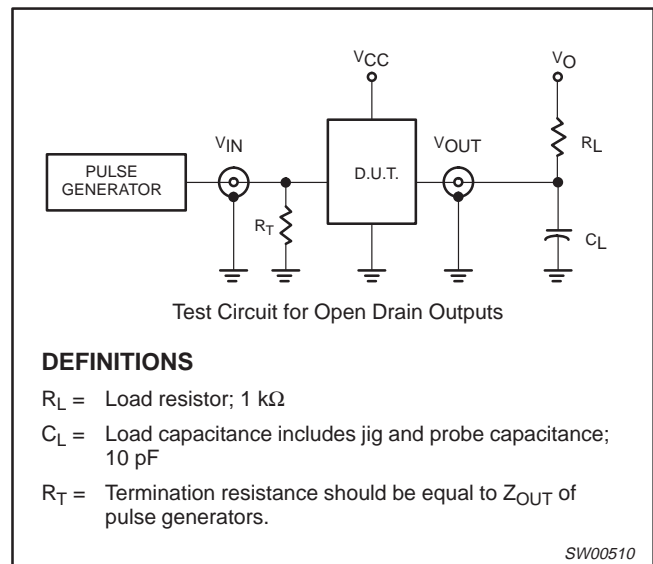 VCC
VO
VIN
VOUT
RL
PULSE
GENERATOR
D.U.T.
RT
CL
Test Circuit for Open Drain Outputs
DEFINITIONS
RL = Load resistor; 1 kΩ
CL = Load capacitance includes jig and probe capacitance;
10 pF
RT = Termination resistance should be equal to ZOUT of
pulse generators.
SW00510